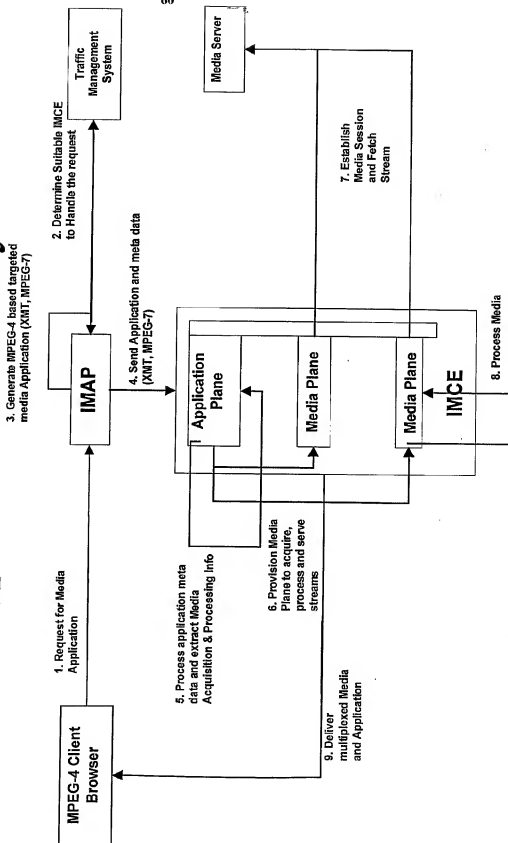 3. Generate MPEG-4 based targeted
media Application (XMT, MPEG-7)
Traffic
Management
System
2. Determine Suitable IMCE
to Handle the request
IMAP
1. Request for Media
Application
MPEG-4 Client
Browser
4. Send Application and meta data
(XMT, MPEG-7)
Media Server
Application
Plane
Media Plane
Media Plane
IMCE
5. Process application meta
data and extract Media
Acquisition & Processing Info
6. Provision Media
Plane to acquire,
process and serve
streams
7. Establish
Media Session
and Fetch
Stream
8. Process Media
9. Deliver
multiplexed Media
and Application